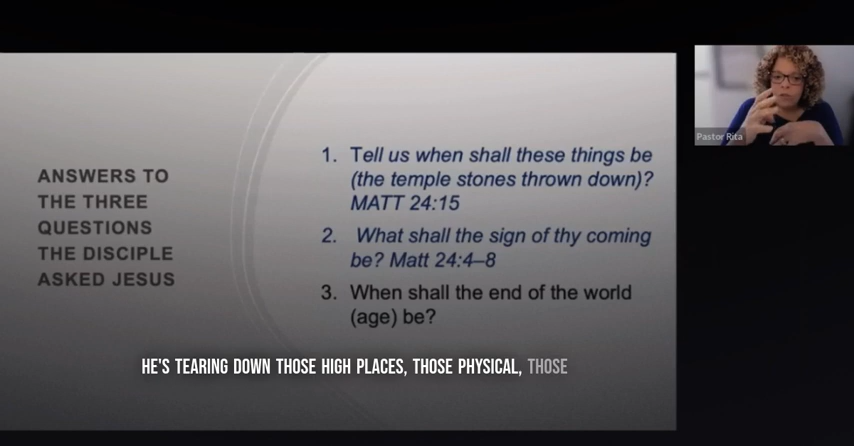 ANSWERS TO
THE THREE
QUESTIONS
THE DISCIPLE
ASKED JESUS
1. Tell us when shall these things be
(the temple stones thrown down)?
MATT 24:15
2. What shall the sign of thy coming
be? Matt 24:4–8
3. When shall the end of the world
(age) be?
HE'S TEARING DOWN THOSE HIGH PLACES, THOSE PHYSICAL, THOSE
Pastor Rita